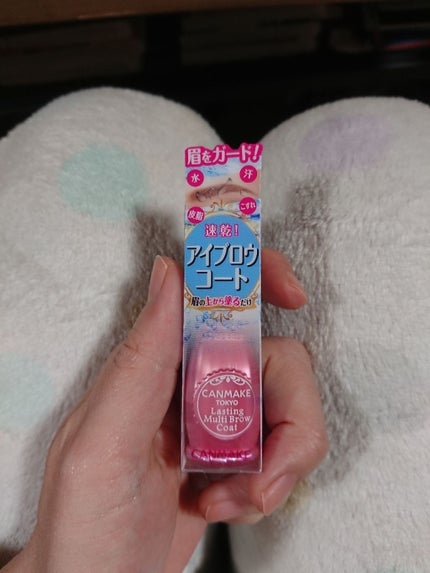 眉をガード!
水
汗
皮脂
こすれ
速乾!
アイブロウ
コート
眉の上から塗るだけ
CANMAKE
TOKYO
Lasting
Multi Brow
Coat
CANMAKE